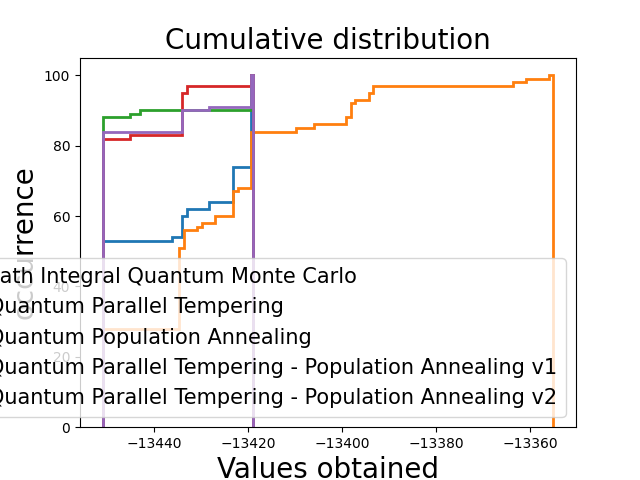 Cumulative distribution
100
80
60
40
20
0
occurrence
ath Integral Quantum Monte Carlo
Quantum Parallel Tempering
Quantum Population Annealing
Quantum Parallel Tempering - Population Annealing v1
Quantum Parallel Tempering - Population Annealing v2
−13440 −13420 −13400 −13380 −13360
Values obtained